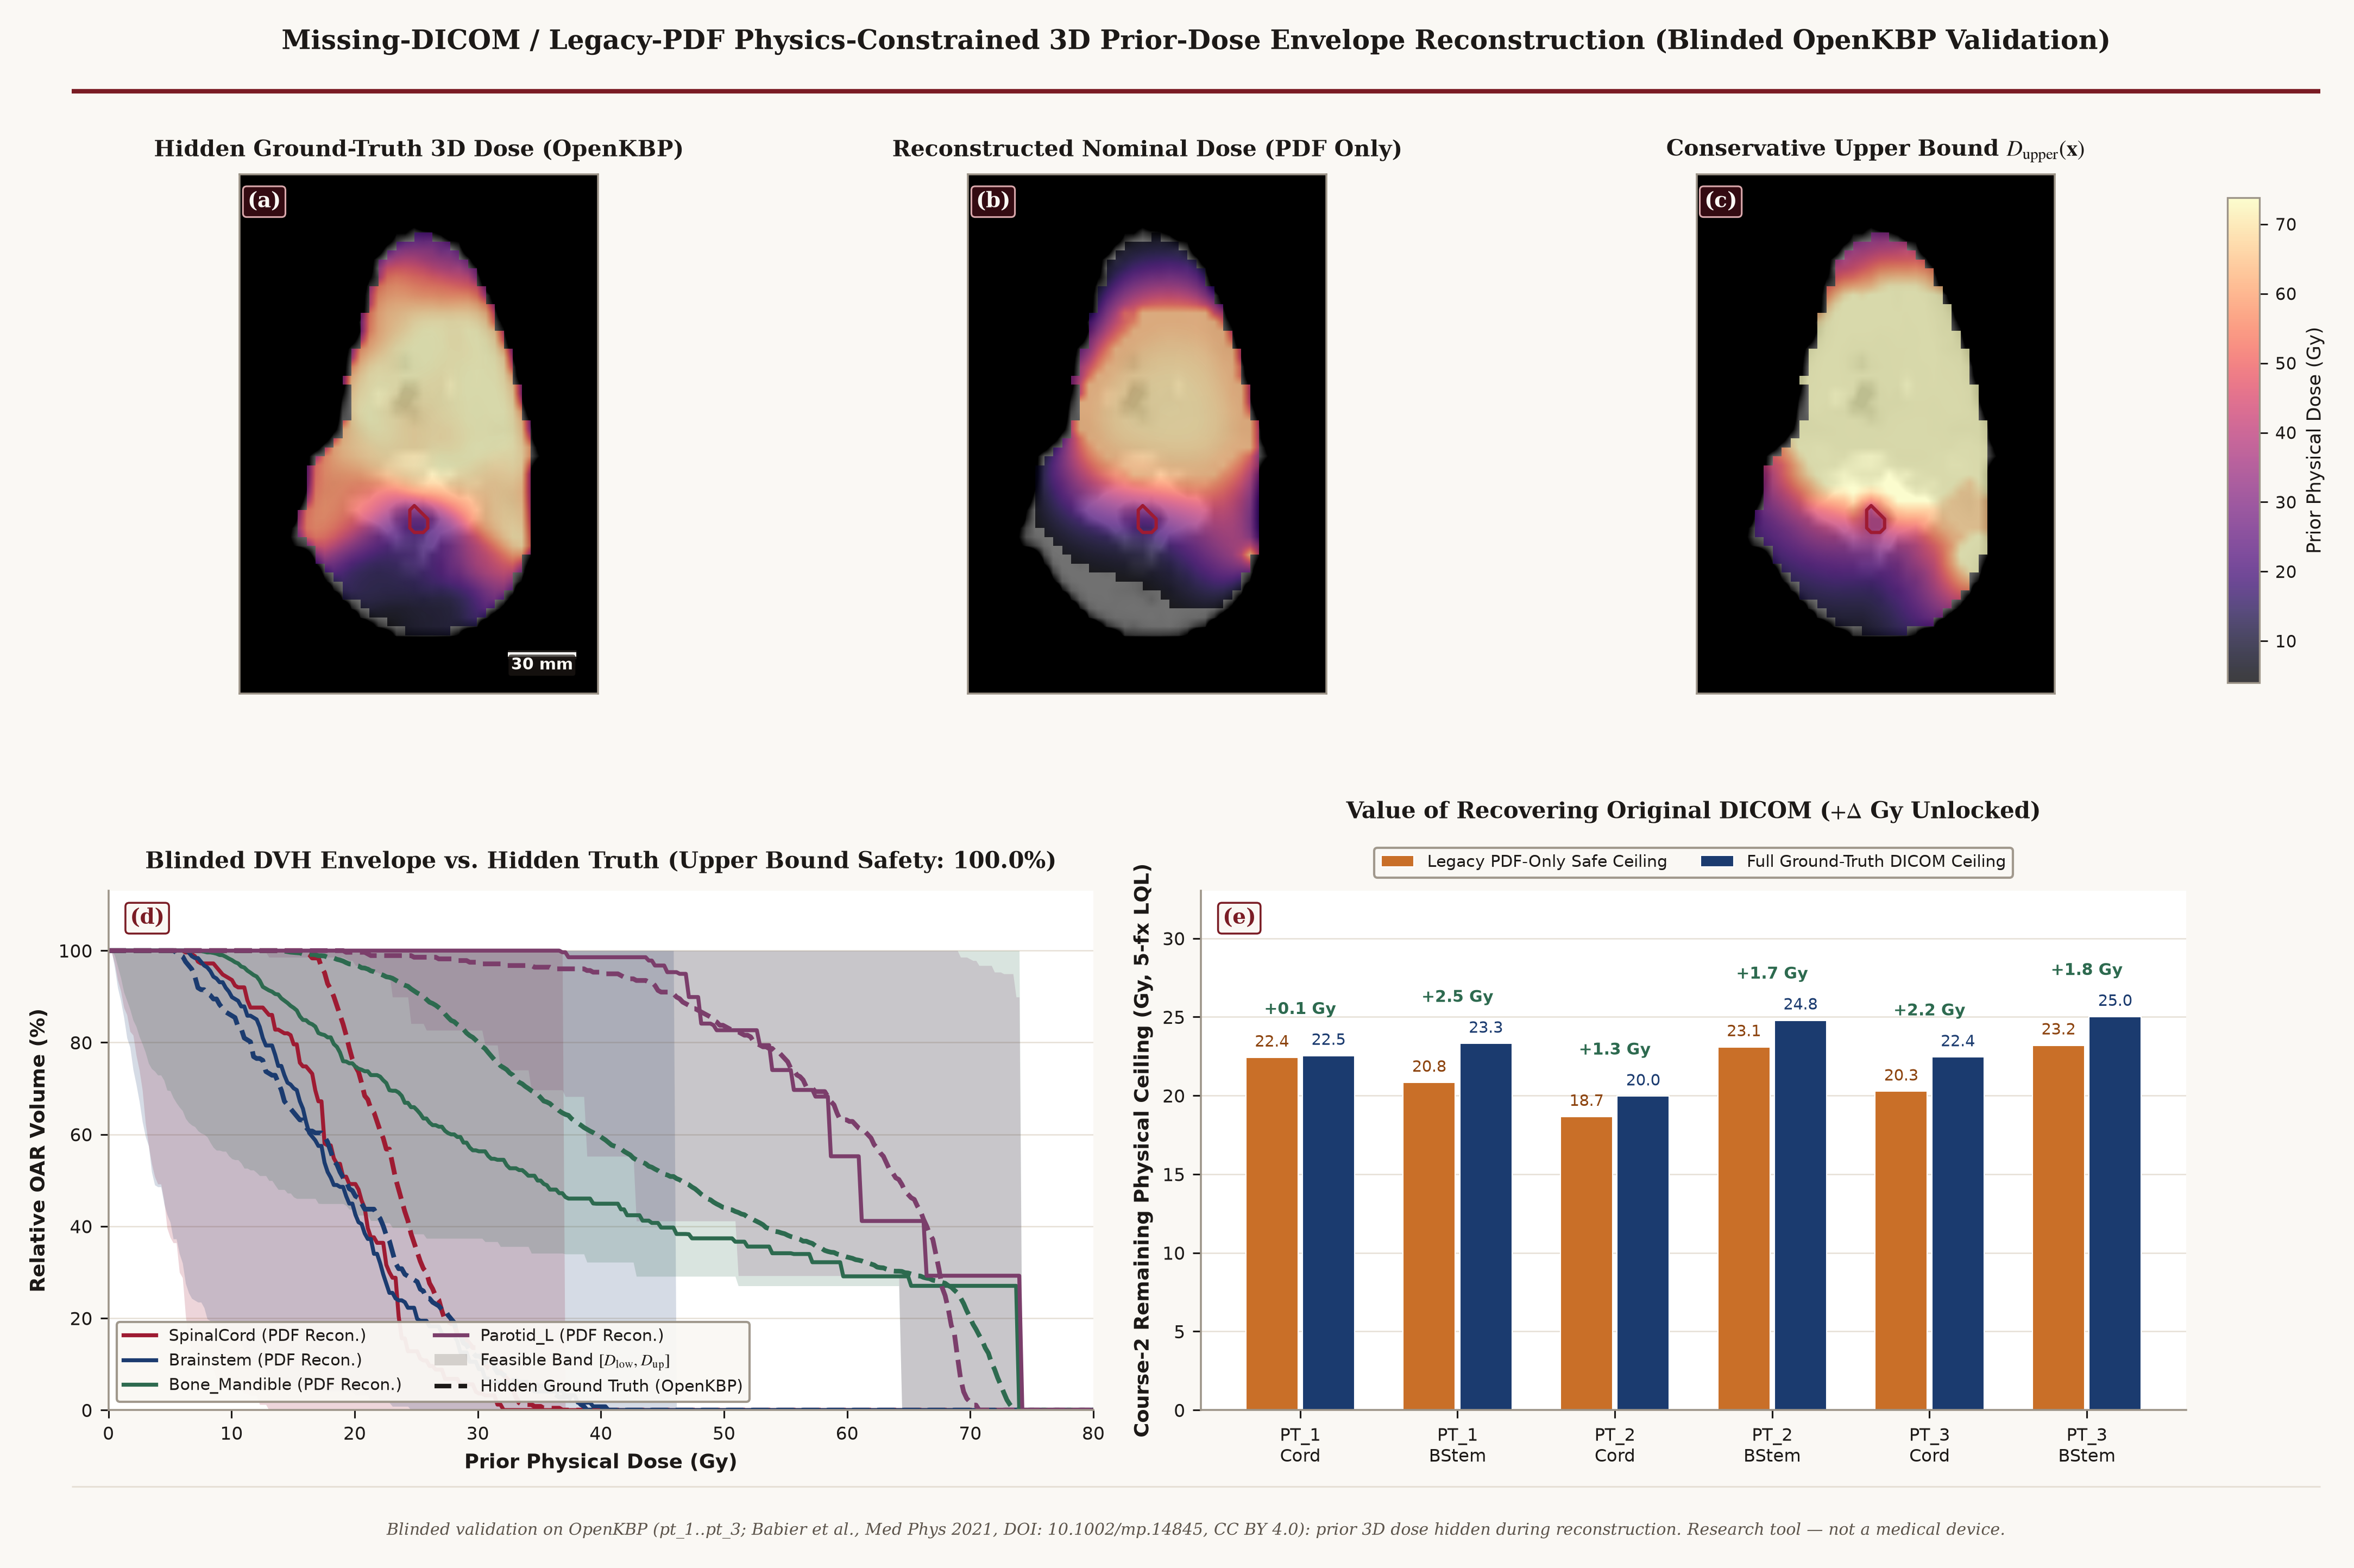 Missing-DICOM / Legacy-PDF Physics-Constrained 3D Prior-Dose Envelope Reconstruction (Blinded OpenKBP Validation)
Hidden Ground-Truth 3D Dose (OpenKBP)
(a)
30 mm
Reconstructed Nominal Dose (PDF Only)
(b)
Conservative Upper Bound D_upper(x)
(c)
70
60
50
40
30
20
10
Prior Physical Dose (Gy)
Blinded DVH Envelope vs. Hidden Truth (Upper Bound Safety: 100.0%)
(d)
Relative OAR Volume (%)
100
80
60
40
20
0
SpinalCord (PDF Recon.)
Brainstem (PDF Recon.)
Bone_Mandible (PDF Recon.)
Parotid_L (PDF Recon.)
Feasible Band [D_low, D_up]
Hidden Ground Truth (OpenKBP)
0 10 20 30 40 50 60 70 80
Prior Physical Dose (Gy)
Value of Recovering Original DICOM (+Δ Gy Unlocked)
Legacy PDF-Only Safe Ceiling
Full Ground-Truth DICOM Ceiling
(e)
Course-2 Remaining Physical Ceiling (Gy, 5-fx LQL)
30
25
20
15
10
5
0
+0.1 Gy
22.4 22.5
+2.5 Gy
20.8 23.3
+1.3 Gy
18.7 20.0
+1.7 Gy
23.1 24.8
+2.2 Gy
20.3 22.4
+1.8 Gy
23.2 25.0
PT_1
Cord
PT_1
BStem
PT_2
Cord
PT_2
BStem
PT_3
Cord
PT_3
BStem
Blinded validation on OpenKBP (pt_1..pt_3; Babier et al., Med Phys 2021, DOI: 10.1002/mp.14845, CC BY 4.0): prior 3D dose hidden during reconstruction. Research tool — not a medical device.